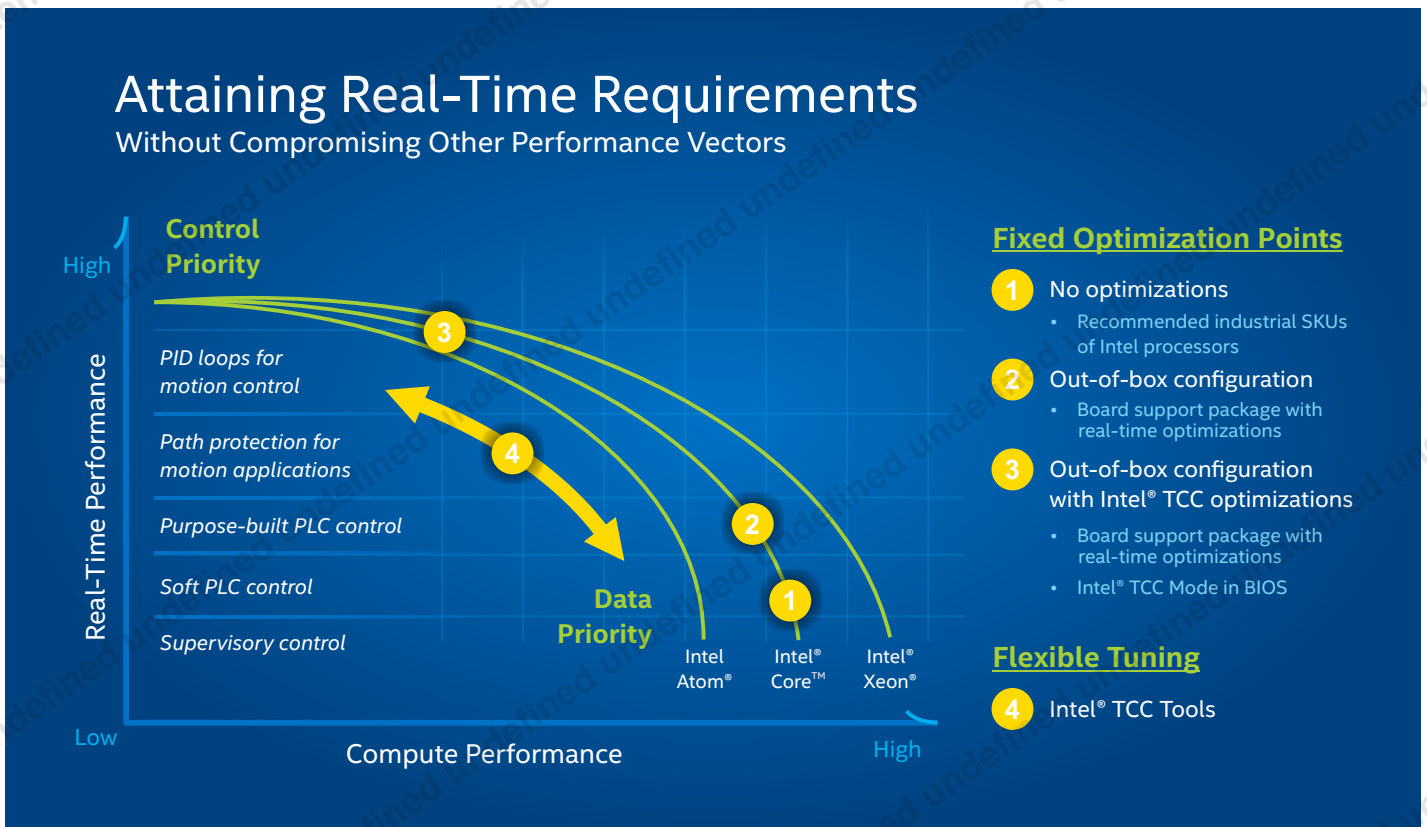 Attaining Real-Time Requirements
Without Compromising Other Performance Vectors
Control
Priority
High
Real-Time Performance
PID loops for
motion control
Path protection for
motion applications
Purpose-built PLC control
Soft PLC control
Supervisory control
3
4
2
1
Data
Priority
Intel
Atom®
Intel®
Core™
Intel®
Xeon®
Low
Compute Performance
High
Fixed Optimization Points
1 No optimizations
• Recommended industrial SKUs
of Intel processors
2 Out-of-box configuration
• Board support package with
real-time optimizations
3 Out-of-box configuration
with Intel® TCC optimizations
• Board support package with
real-time optimizations
• Intel® TCC Mode in BIOS
Flexible Tuning
4 Intel® TCC Tools
undefined undefined undefined undefined